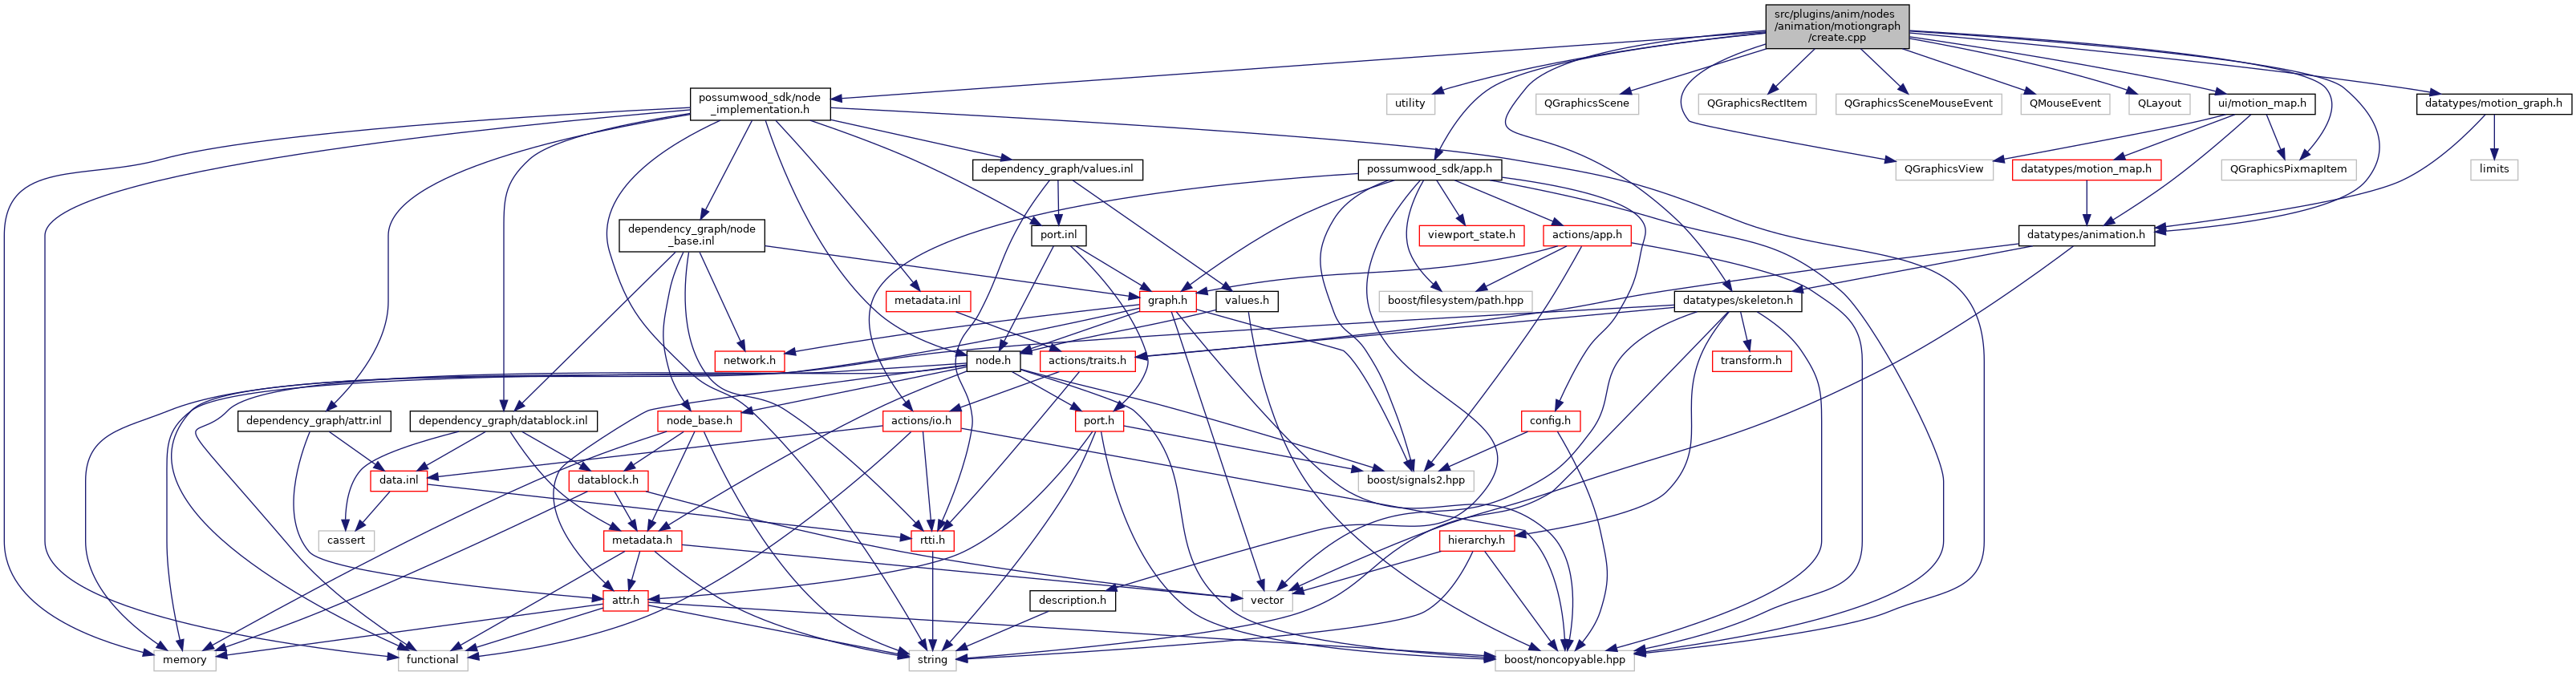 src/plugins/anim/nodes
/animation/motiongraph
/create.cpp
possumwood_sdk/node
_implementation.h
utility
QGraphicsScene
QGraphicsRectItem
QGraphicsSceneMouseEvent
QMouseEvent
QLayout
ui/motion_map.h
datatypes/motion_graph.h
dependency_graph/values.inl
possumwood_sdk/app.h
QGraphicsView
datatypes/motion_map.h
QGraphicsPixmapItem
limits
dependency_graph/node
_base.inl
port.inl
viewport_state.h
actions/app.h
datatypes/animation.h
metadata.inl
graph.h
values.h
boost/filesystem/path.hpp
datatypes/skeleton.h
network.h
node.h
actions/traits.h
transform.h
dependency_graph/attr.inl
dependency_graph/datablock.inl
node_base.h
actions/io.h
port.h
config.h
data.inl
datablock.h
boost/signals2.hpp
cassert
metadata.h
rtti.h
hierarchy.h
attr.h
description.h
vector
memory
functional
string
boost/noncopyable.hpp